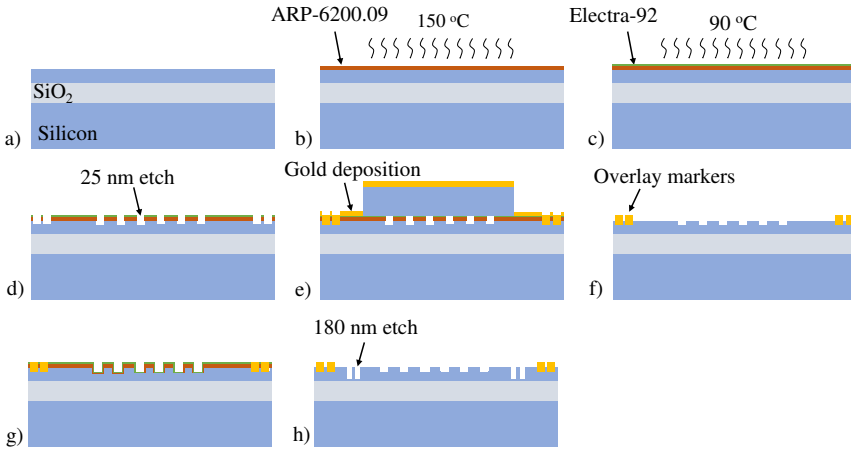 ARP-6200.09
150 °C
Electra-92
90 °C
SiO₂
Silicon
a)
b)
c)
25 nm etch
Gold deposition
Overlay markers
d)
e)
f)
180 nm etch
g)
h)